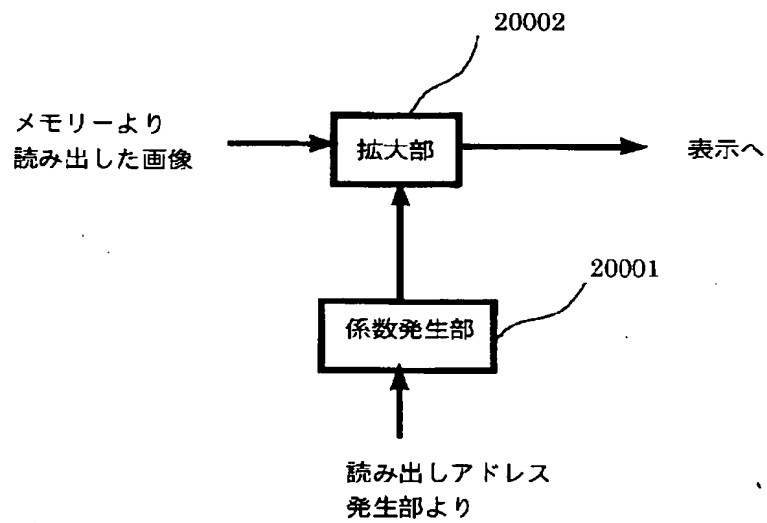 20002
メモリーより
読み出した画像
拡大部
表示へ
20001
係数発生部
読み出しアドレス
発生部より